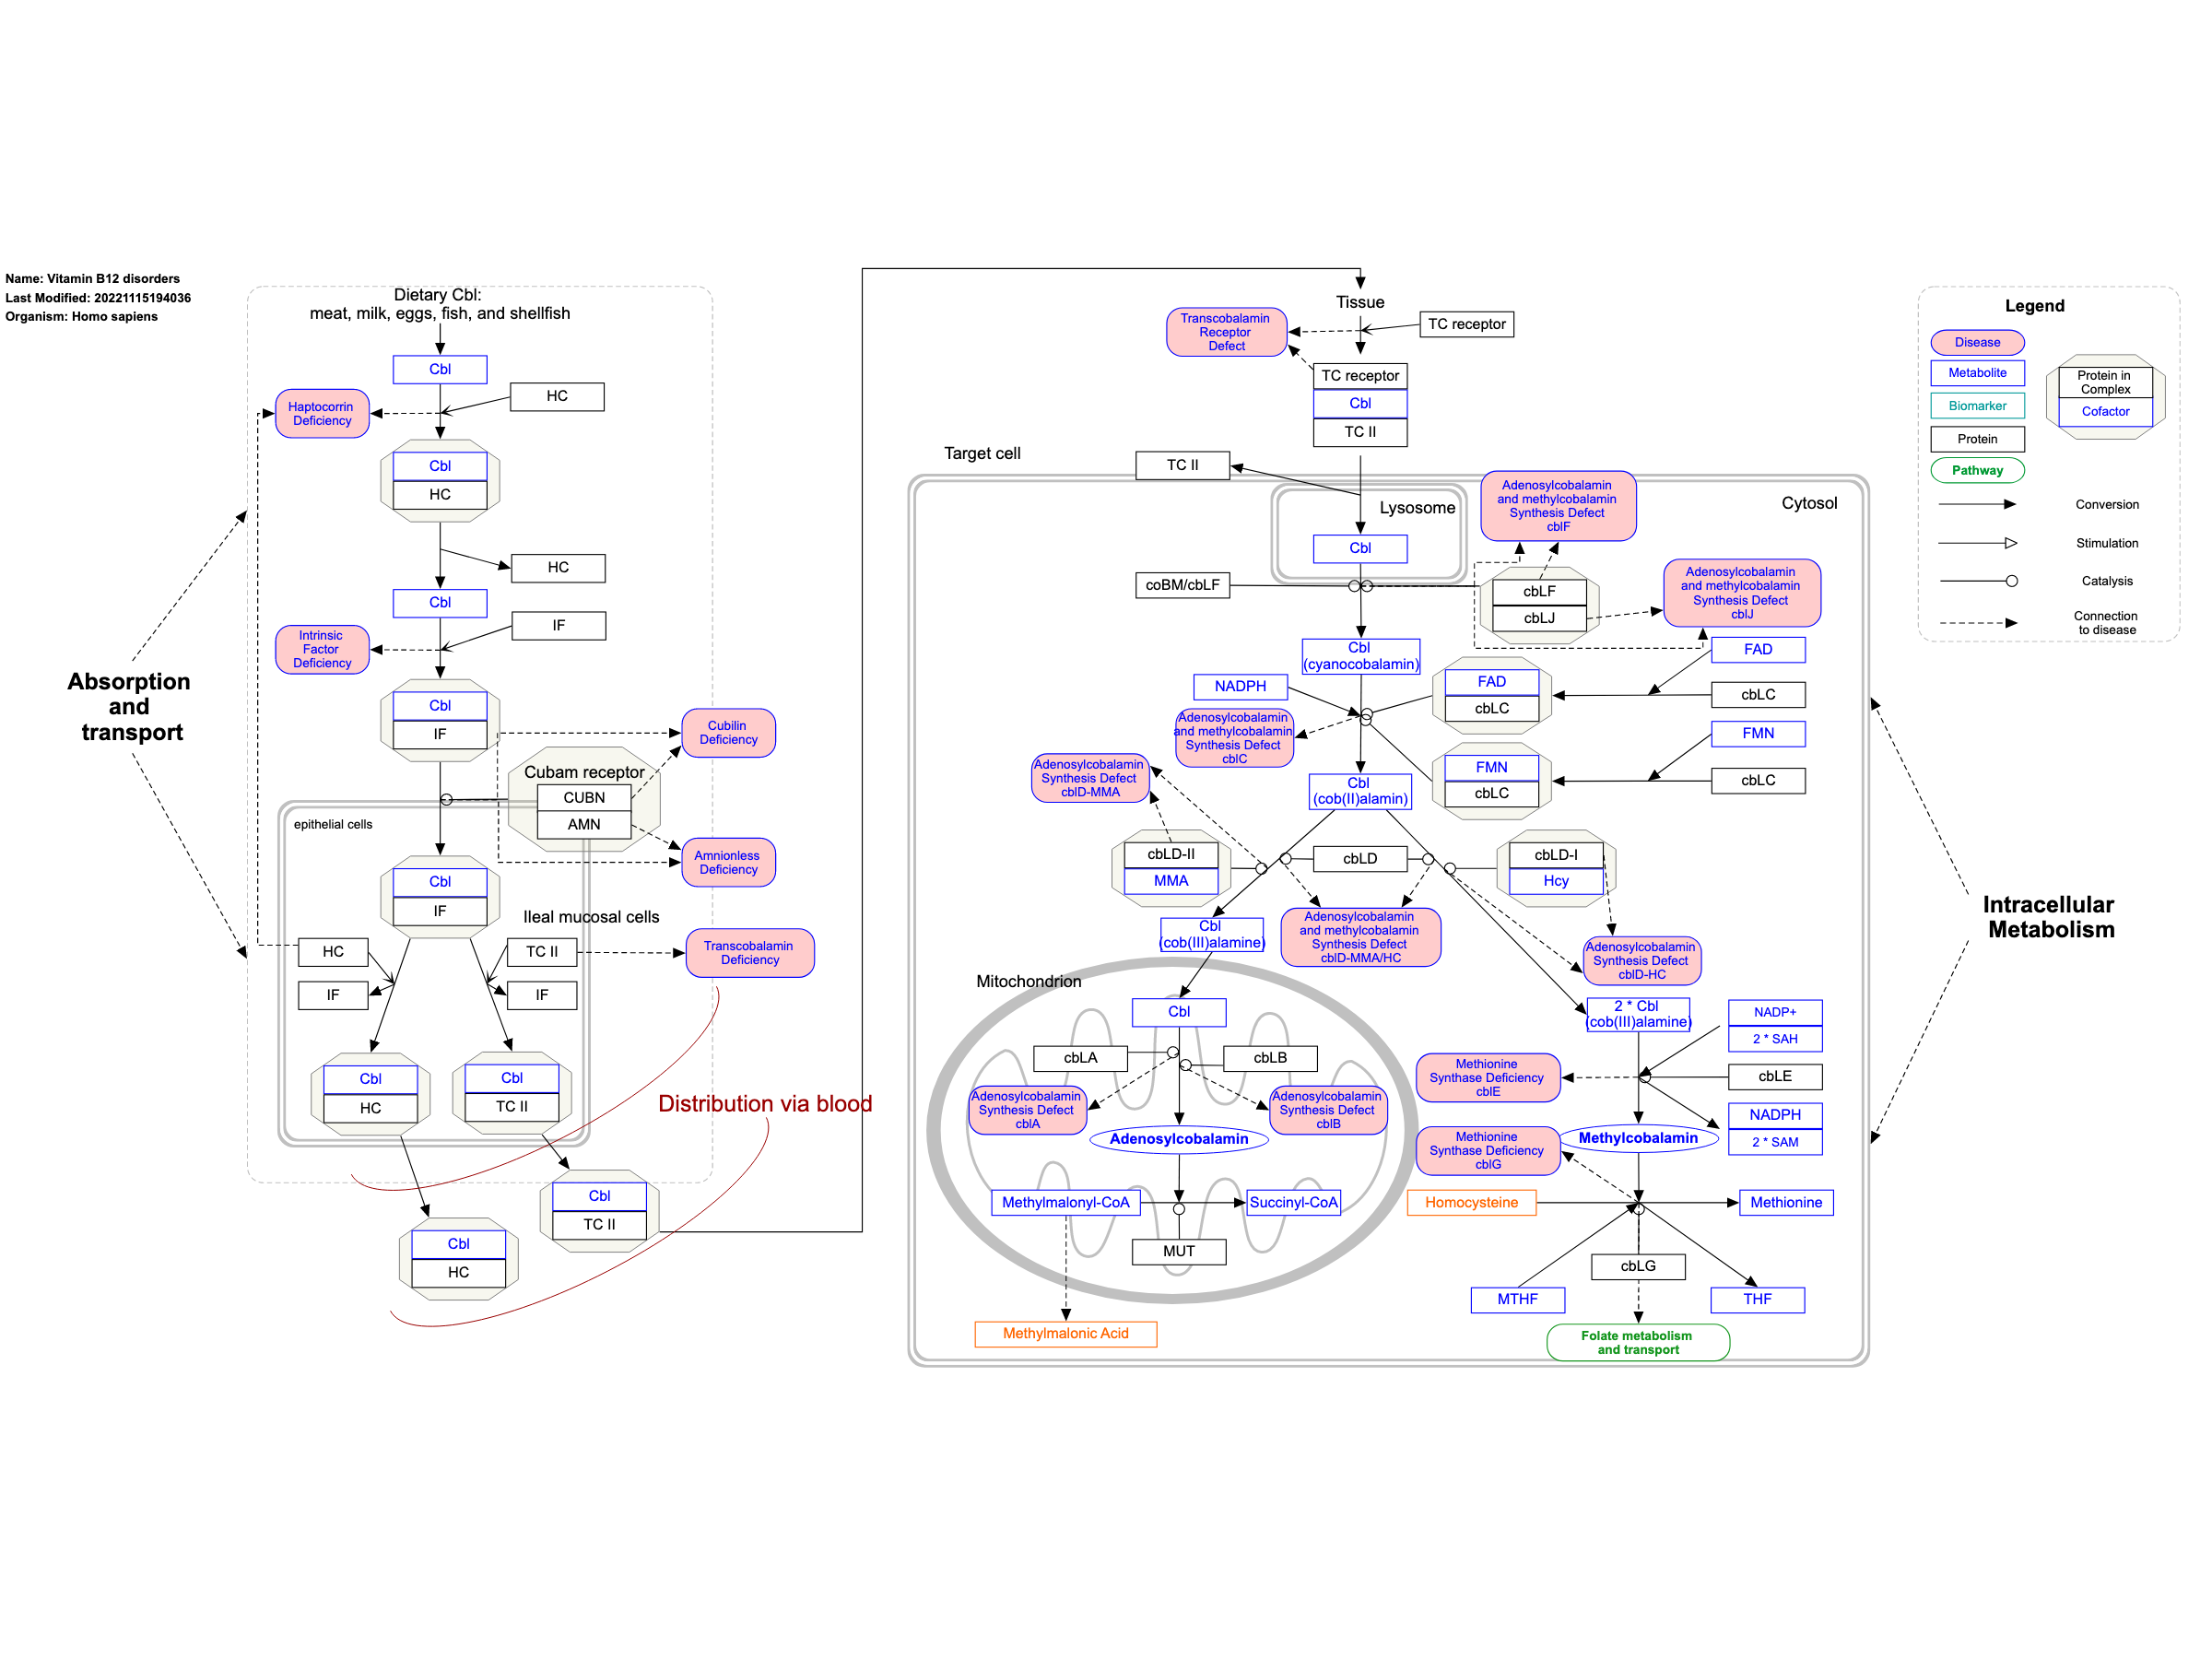 Name: Vitamin B12 disorders
Last Modified: 20221115194036
Organism: Homo sapiens
Absorption
and
transport
Dietary Cbl:
meat, milk, eggs, fish, and shellfish
Cbl
HC
Haptocorrin
Deficiency
Cbl
HC
HC
Cbl
IF
Intrinsic
Factor
Deficiency
Cbl
IF
Cubilin
Deficiency
Cubam receptor
CUBN
AMN
epithelial cells
Amnionless
Deficiency
Cbl
IF
Ileal mucosal cells
HC
TC II
Transcobalamin
Deficiency
IF
IF
Cbl
HC
Cbl
TC II
Distribution via blood
Cbl
TC II
Cbl
HC
Tissue
Transcobalamin
Receptor
Defect
TC receptor
TC receptor
Cbl
TC II
Target cell
TC II
Lysosome
Cbl
Cytosol
Adenosylcobalamin
and methylcobalamin
Synthesis Defect
cblF
coBM/cbLF
cbLF
cbLJ
Adenosylcobalamin
and methylcobalamin
Synthesis Defect
cblJ
Cbl
(cyanocobalamin)
FAD
NADPH
FAD
cbLC
cbLC
Adenosylcobalamin
and methylcobalamin
Synthesis Defect
cblC
FMN
FMN
cbLC
cbLC
Adenosylcobalamin
Synthesis Defect
cblD-MMA
Cbl
(cob(II)alamin)
cbLD-II
MMA
cbLD
cbLD-I
Hcy
Cbl
(cob(III)alamine)
Adenosylcobalamin
and methylcobalamin
Synthesis Defect
cblD-MMA/HC
Adenosylcobalamin
Synthesis Defect
cblD-HC
Mitochondrion
Cbl
2 * Cbl
(cob(III)alamine)
NADP+
2 * SAH
cbLA
cbLB
Methionine
Synthase Deficiency
cblE
cbLE
Adenosylcobalamin
Synthesis Defect
cblA
Adenosylcobalamin
Synthesis Defect
cblB
NADPH
2 * SAM
Adenosylcobalamin
Methylcobalamin
Methionine
Synthase Deficiency
cblG
Methylmalonyl-CoA
Succinyl-CoA
Homocysteine
Methionine
MUT
cbLG
MTHF
THF
Methylmalonic Acid
Folate metabolism
and transport
Intracellular
Metabolism
Legend
Disease
Metabolite
Biomarker
Protein
Pathway
Protein in
Complex
Cofactor
Conversion
Stimulation
Catalysis
Connection
to disease